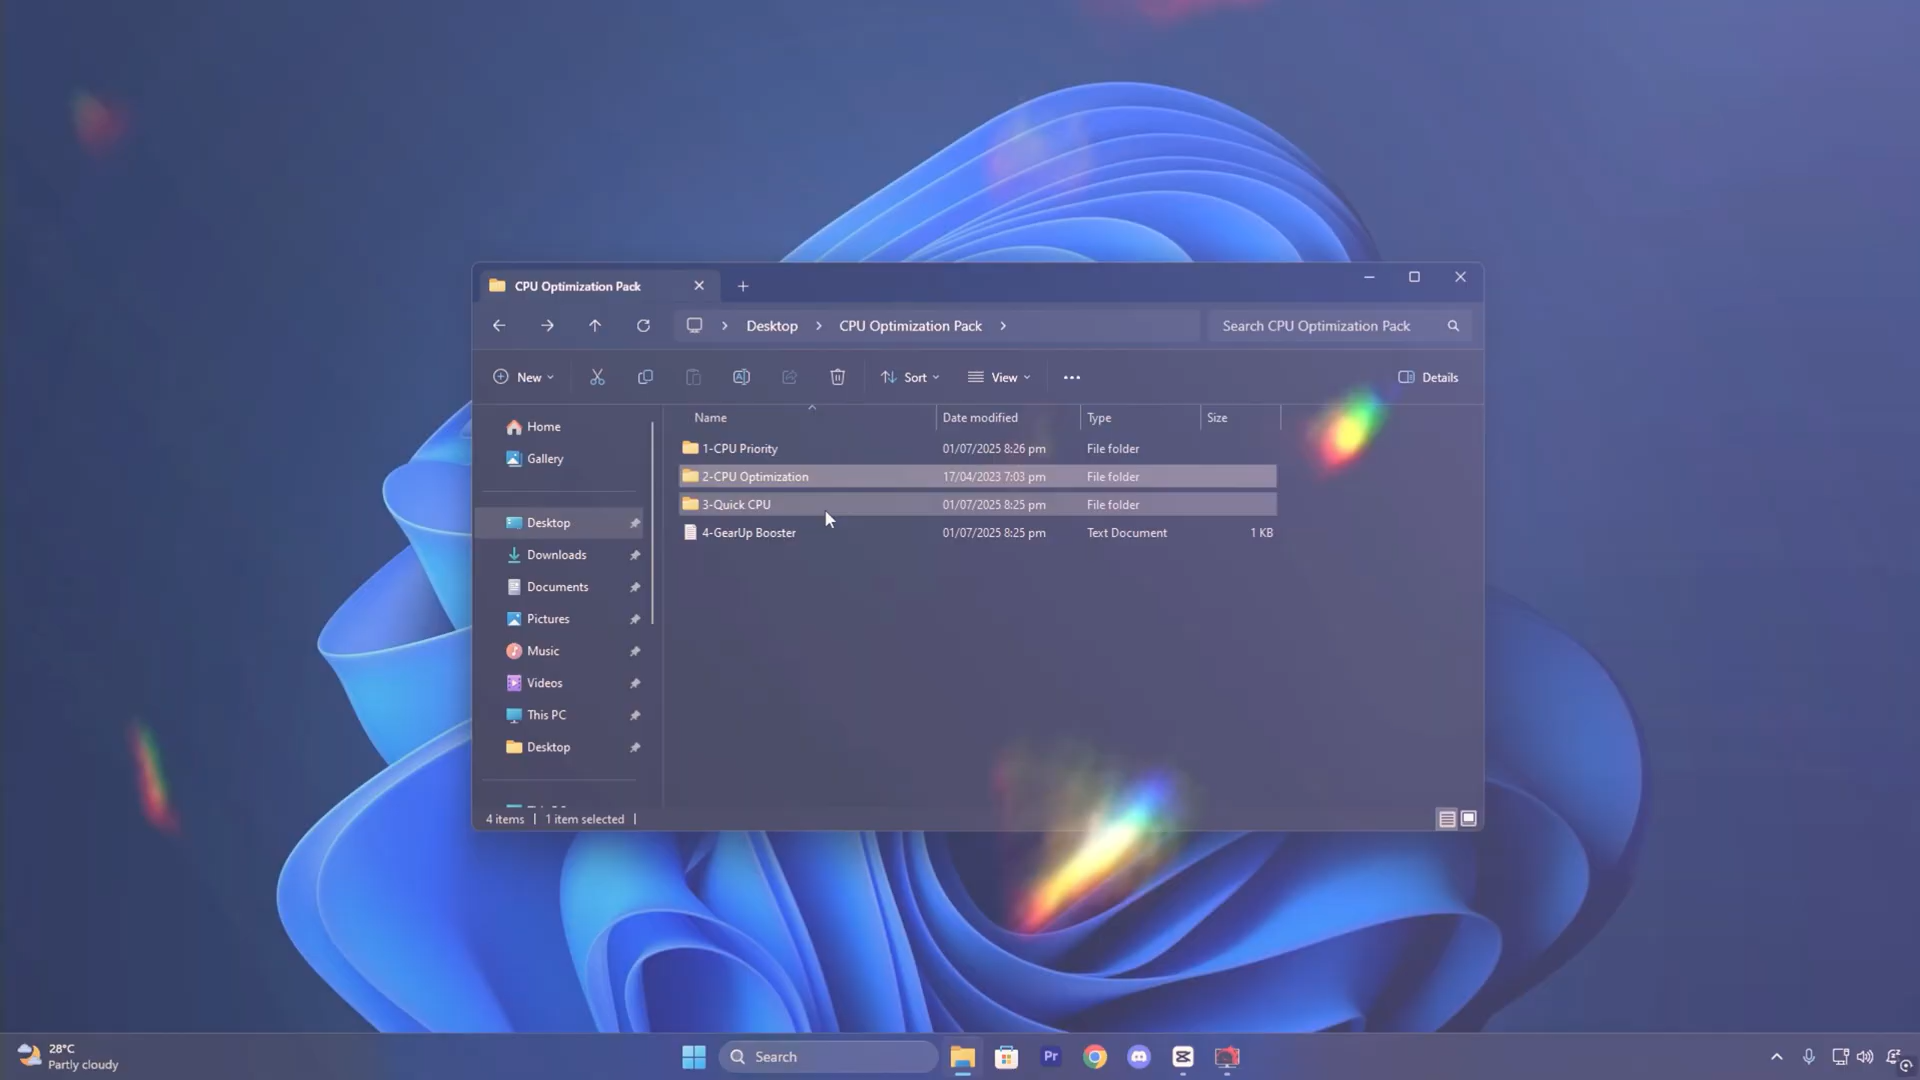 CPU Optimization Pack
Desktop > CPU Optimization Pack >
Search CPU Optimization Pack
New
Sort
View
Details
Name
Date modified
Type
Size
1-CPU Priority 01/07/2025 8:26 pm File folder
2-CPU Optimization 17/04/2023 7:03 pm File folder
3-Quick CPU 01/07/2025 8:25 pm File folder
4-GearUp Booster 01/07/2025 8:25 pm Text Document 1 KB
Home
Gallery
Desktop
Downloads
Documents
Pictures
Music
Videos
This PC
Desktop
4 items | 1 item selected |
28°C
Partly cloudy
Search
Pr